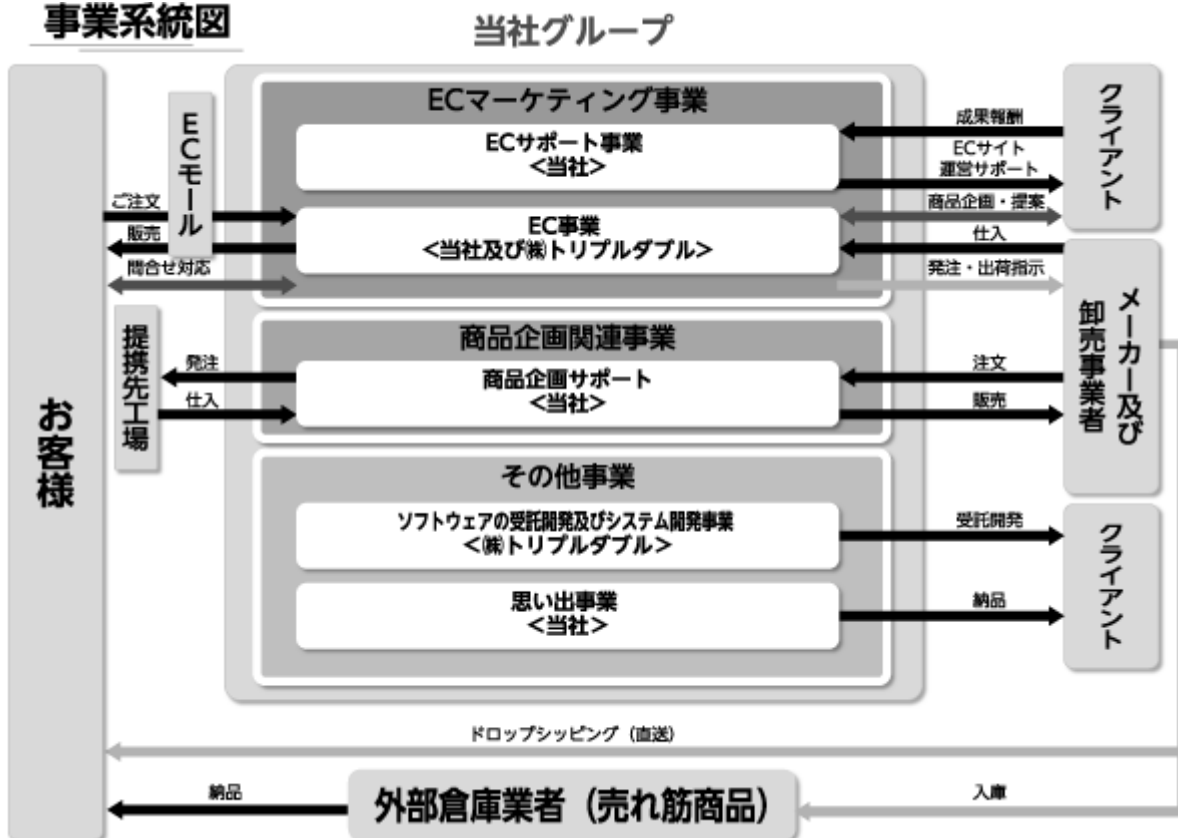 事業系統図
当社グループ
お客様
ECモール
ご注文
販売
問合せ対応
ECマーケティング事業
ECサポート事業
<当社>
EC事業
<当社及び㈱トリプルダブル>
成果報酬
ECサイト
運営サポート
商品企画・提案
仕入
発注・出荷指示
クライアント
メーカー及び
卸売事業者
提携先工場
発注
仕入
商品企画関連事業
商品企画サポート
<当社>
注文
販売
その他事業
ソフトウェアの受託開発及びシステム開発事業
<㈱トリプルダブル>
思い出事業
<当社>
受託開発
納品
クライアント
ドロップシッピング（直送）
納品
外部倉庫業者（売れ筋商品）
入庫